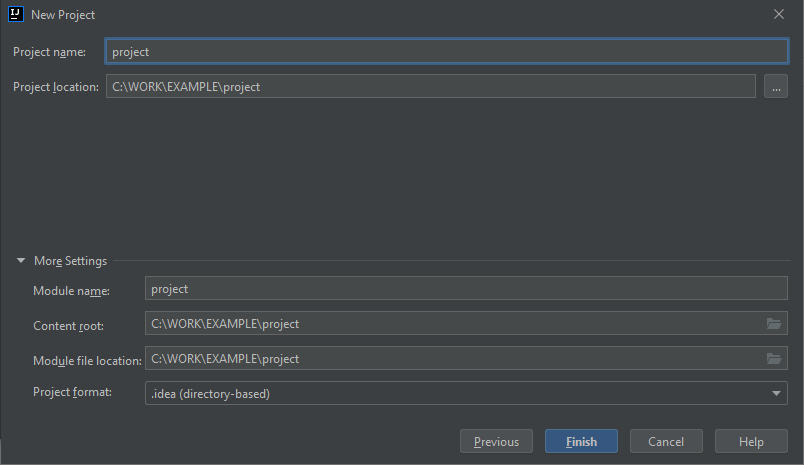 IJ New Project
Project name: project
Project location: C:\WORK\EXAMPLE\project ...
More Settings
Module name: project
Content root: C:\WORK\EXAMPLE\project
Module file location: C:\WORK\EXAMPLE\project
Project format: .idea (directory-based)
Previous Finish Cancel Help